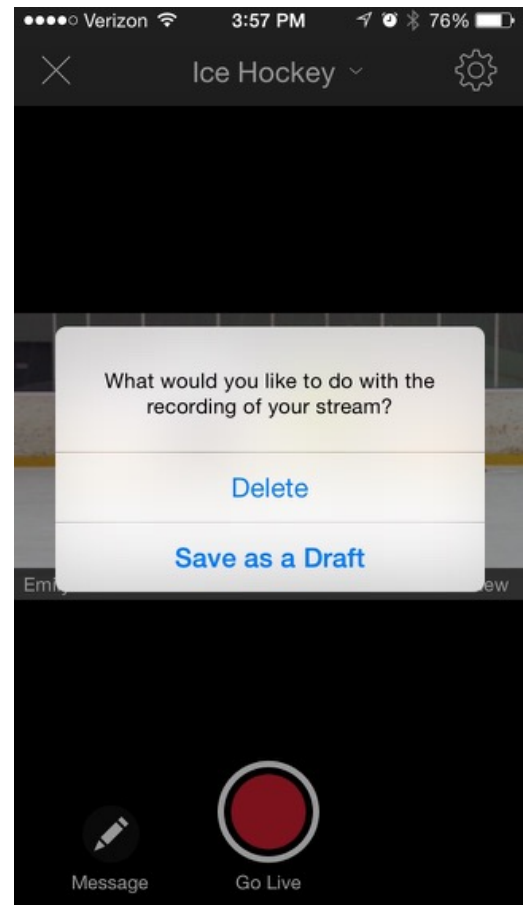 Verizon 3:57 PM 76%
Ice Hockey
What would you like to do with the
recording of your stream?
Delete
Save as a Draft
Message
Go Live